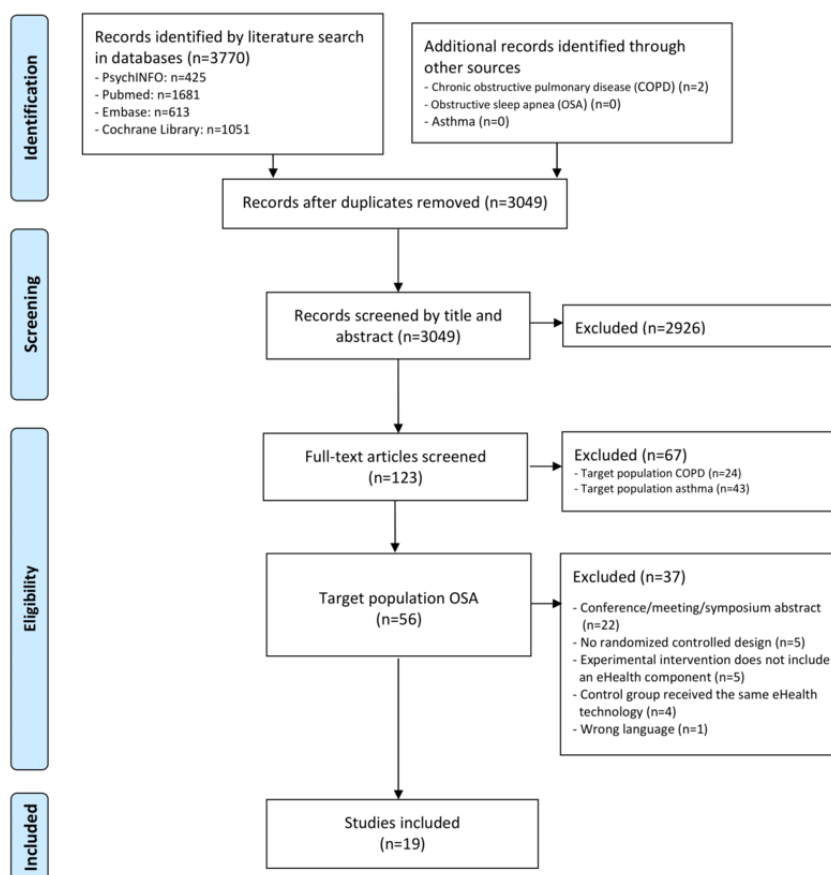 Identification
Records identified by literature search
in databases (n=3770)
- PsychINFO: n=425
- Pubmed: n=1681
- Embase: n=613
- Cochrane Library: n=1051
Additional records identified through
other sources
- Chronic obstructive pulmonary disease (COPD) (n=2)
- Obstructive sleep apnea (OSA) (n=0)
- Asthma (n=0)
Records after duplicates removed (n=3049)
Screening
Records screened by title and
abstract (n=3049)
Excluded (n=2926)
Eligibility
Full-text articles screened
(n=123)
Excluded (n=67)
- Target population COPD (n=24)
- Target population asthma (n=43)
Target population OSA
(n=56)
Excluded (n=37)
- Conference/meeting/symposium abstract
(n=22)
- No randomized controlled design (n=5)
- Experimental intervention does not include
an eHealth component (n=5)
- Control group received the same eHealth
technology (n=4)
- Wrong language (n=1)
Included
Studies included
(n=19)